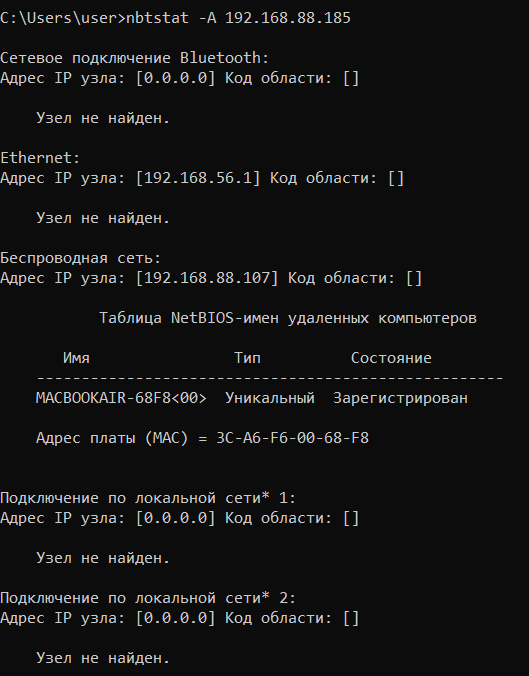 C:\Users\user>nbtstat -A 192.168.88.185
Сетевое подключение Bluetooth:
Адрес IP узла: [0.0.0.0] Код области: []
Узел не найден.
Ethernet:
Адрес IP узла: [192.168.56.1] Код области: []
Узел не найден.
Беспроводная сеть:
Адрес IP узла: [192.168.88.107] Код области: []
Таблица NetBIOS-имен удаленных компьютеров
Имя Тип Состояние
----------------------------------------------------
MACBOOKAIR-68F8<00> Уникальный Зарегистрирован
Адрес платы (MAC) = 3C-A6-F6-00-68-F8
Подключение по локальной сети* 1:
Адрес IP узла: [0.0.0.0] Код области: []
Узел не найден.
Подключение по локальной сети* 2:
Адрес IP узла: [0.0.0.0] Код области: []
Узел не найден.